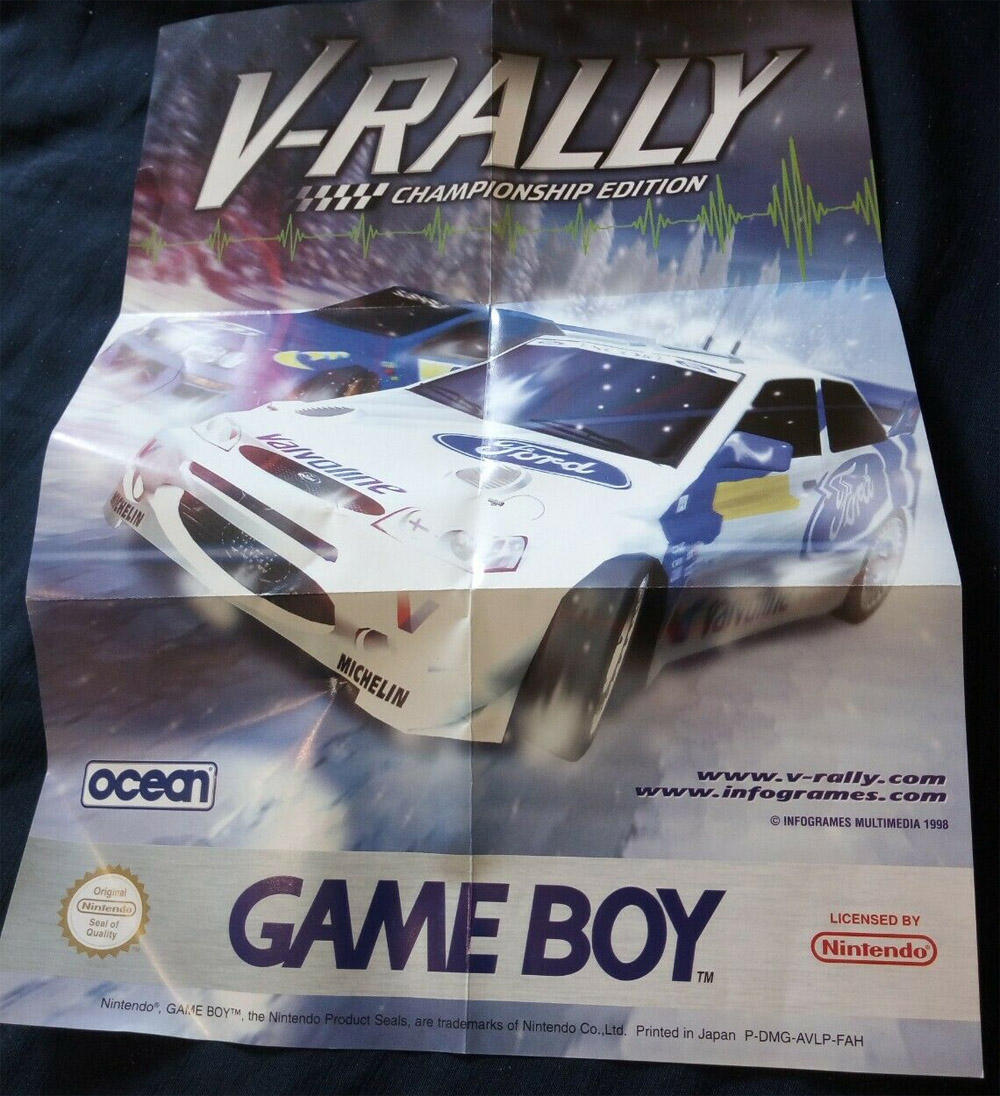 V-RALLY
CHAMPIONSHIP EDITION
Valvoline
Ford
Ford
MICHELIN
Valvoline
MICHELIN
ocean
www.v-rally.com
www.infogrames.com
© INFOGRAMES MULTIMEDIA 1998
Original
Nintendo
Seal of
Quality
GAME BOY™
LICENSED BY
Nintendo®
Nintendo®, GAME BOY™, the Nintendo Product Seals, are trademarks of Nintendo Co.,Ltd. Printed in Japan P-DMG-AVLP-FAH